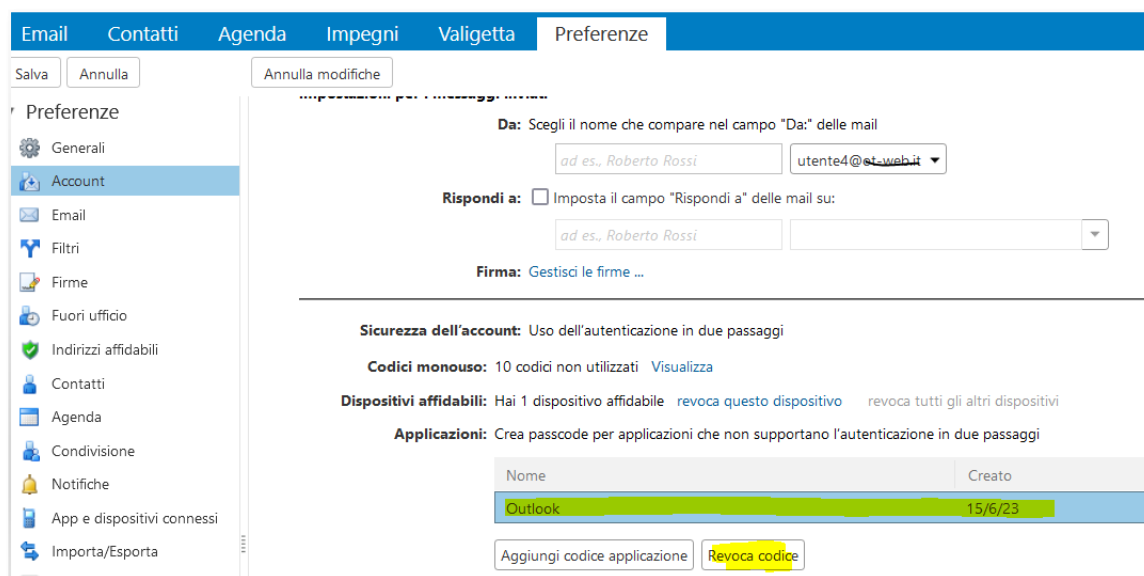 Email Contatti Agenda Impegni Valigetta Preferenze
Salva Annulla Annulla modifiche
Preferenze
Generali
Account
Email
Filtri
Firme
Fuori ufficio
Indirizzi affidabili
Contatti
Agenda
Condivisione
Notifiche
App e dispositivi connessi
Importa/Esporta
Impostazioni per i messaggi inviati
Da: Scegli il nome che compare nel campo "Da:" delle mail
ad es., Roberto Rossi utente4@
Rispondi a: Imposta il campo "Rispondi a" delle mail su:
ad es., Roberto Rossi
Firma: Gestisci le firme ...
Sicurezza dell'account: Uso dell'autenticazione in due passaggi
Codici monouso: 10 codici non utilizzati Visualizza
Dispositivi affidabili: Hai 1 dispositivo affidabile revoca questo dispositivo revoca tutti gli altri dispositivi
Applicazioni: Crea passcode per applicazioni che non supportano l'autenticazione in due passaggi
Nome Creato
Outlook 15/6/23
Aggiungi codice applicazione Revoca codice